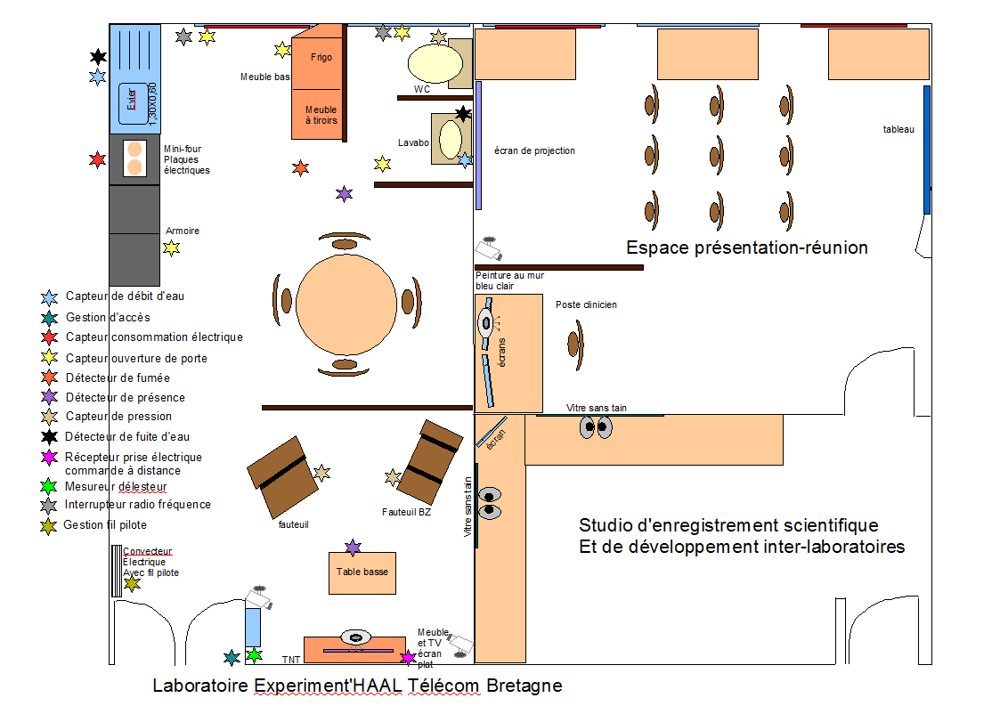 Frigo
Meuble bas
Meuble
à tiroirs
Evier
1,30X0,60
Mini-four
Plaques
électriques
Armoire
WC
Lavabo
écran de projection
tableau
Espace présentation-réunion
Peinture au mur
bleu clair
Poste clinicien
écrans
Capteur de débit d'eau
Gestion d'accès
Capteur consommation électrique
Capteur ouverture de porte
Détecteur de fumée
Détecteur de présence
Capteur de pression
Détecteur de fuite d'eau
Récepteur prise électrique
commande à distance
Mesureur délesteur
Interrupteur radio fréquence
Gestion fil pilote
Vitre sans tain
écran
Vitre sans tain
fauteuil
Fauteuil BZ
Studio d'enregistrement scientifique
Et de développement inter-laboratoires
Convecteur
Électrique
Avec fil pilote
Table basse
TNT
Meuble
et TV
écran
plat
Laboratoire Experiment'HAAL Télécom Bretagne